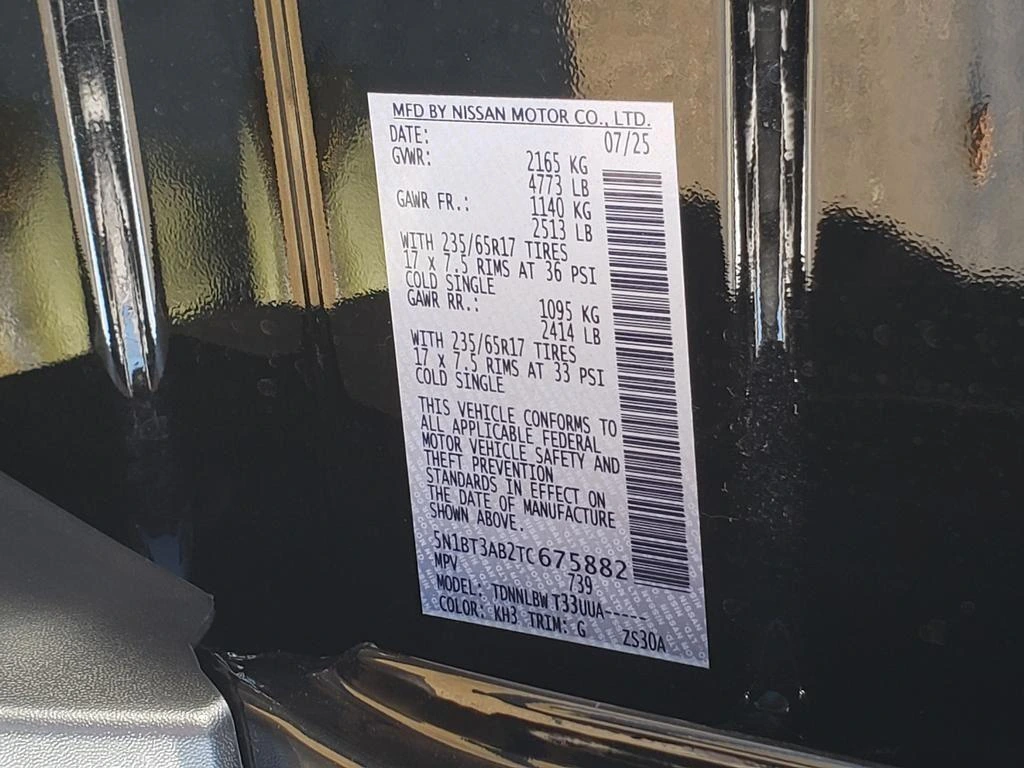 MFD BY NISSAN MOTOR CO., LTD.
DATE: 07/25
GVWR: 2165 KG
4773 LB
GAWR FR.: 1140 KG
2513 LB
WITH 235/65R17 TIRES
17 X 7.5 RIMS AT 36 PSI
COLD SINGLE
GAWR RR.: 1095 KG
2414 LB
WITH 235/65R17 TIRES
17 X 7.5 RIMS AT 33 PSI
COLD SINGLE
THIS VEHICLE CONFORMS TO
ALL APPLICABLE FEDERAL
MOTOR VEHICLE SAFETY AND
THEFT PREVENTION
STANDARDS IN EFFECT ON
THE DATE OF MANUFACTURE
SHOWN ABOVE.
5N1BT3AB2TC675882
MPV 739
MODEL: TDNNLBW T33UUA-----
COLOR: KH3 TRIM: G ZS30A